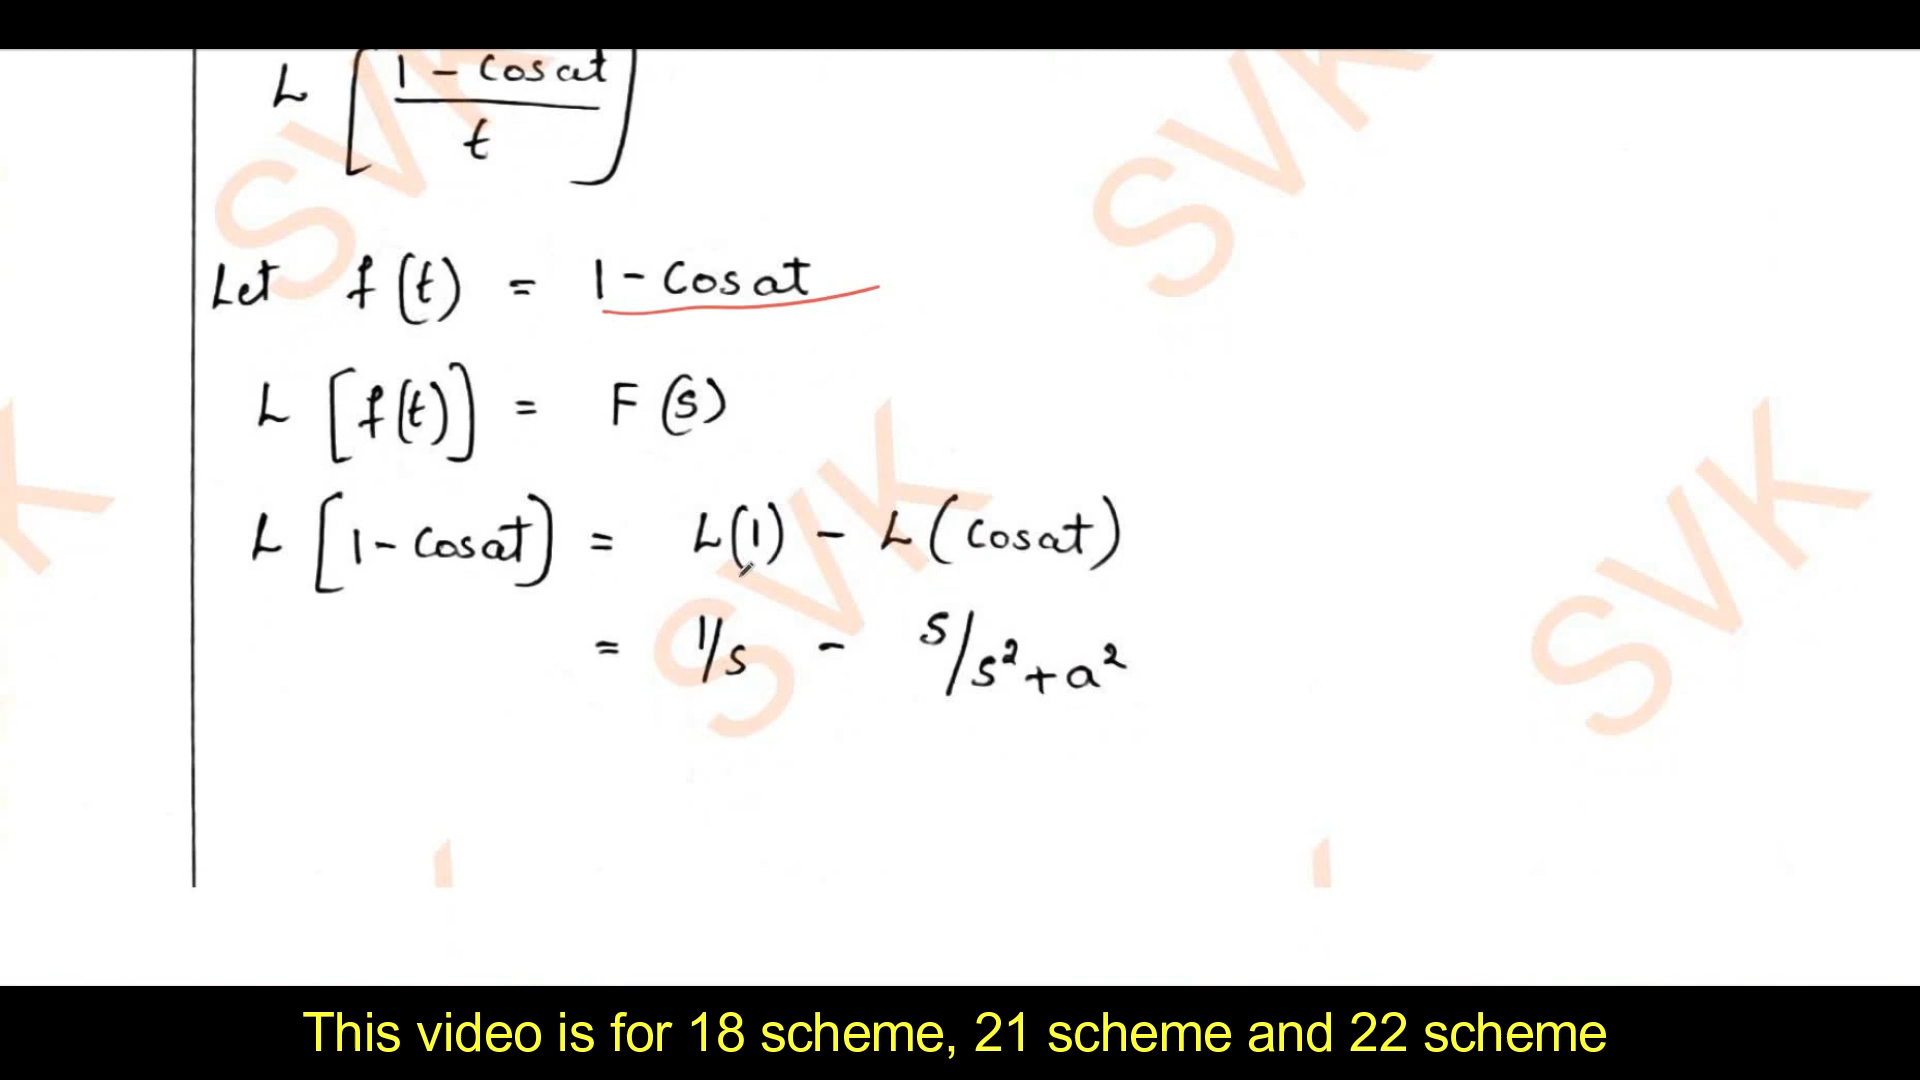 L [ 1 - Cos at / t ]
SVK SVK
Let f(t) = 1 - Cos at
L [f(t)] = F(s)
SVK SVK SVK
L [1 - Cos at] = L(1) - L(Cos at)
= 1/s - s/s²+a²
This video is for 18 scheme, 21 scheme and 22 scheme